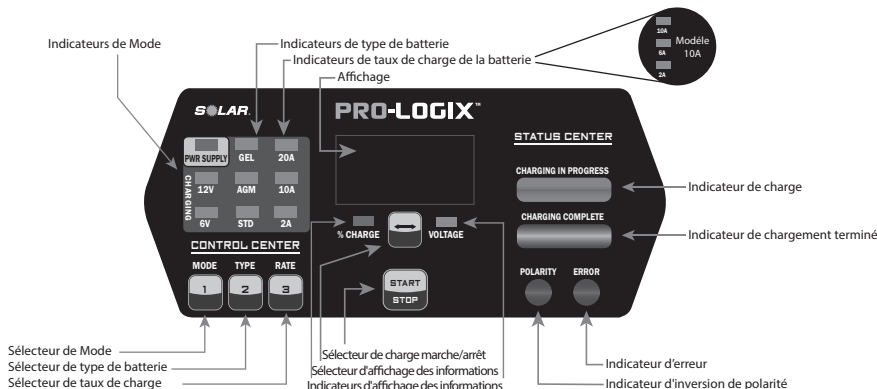 Indicateurs de Mode
Indicateurs de type de batterie
Indicateurs de taux de charge de la batterie
Affichage
10A
6A
2A
Modéle
10A
SOLAR.
PRO-LOGIX™
STATUS CENTER
PWR SUPPLY
GEL
20A
CHARGING
12V
AGM
10A
6V
STD
2A
CHARGING IN PROGRESS
Indicateur de charge
CHARGING COMPLETE
Indicateur de chargement terminé
% CHARGE
VOLTAGE
CONTROL CENTER
MODE
TYPE
RATE
1
2
3
START
STOP
POLARITY
ERROR
Sélecteur de Mode
Sélecteur de type de batterie
Sélecteur de taux de charge
Sélecteur de charge marche/arrêt
Sélecteur d'affichage des informations
Indicateurs d'affichage des informations
Indicateur d'erreur
Indicateur d'inversion de polarité